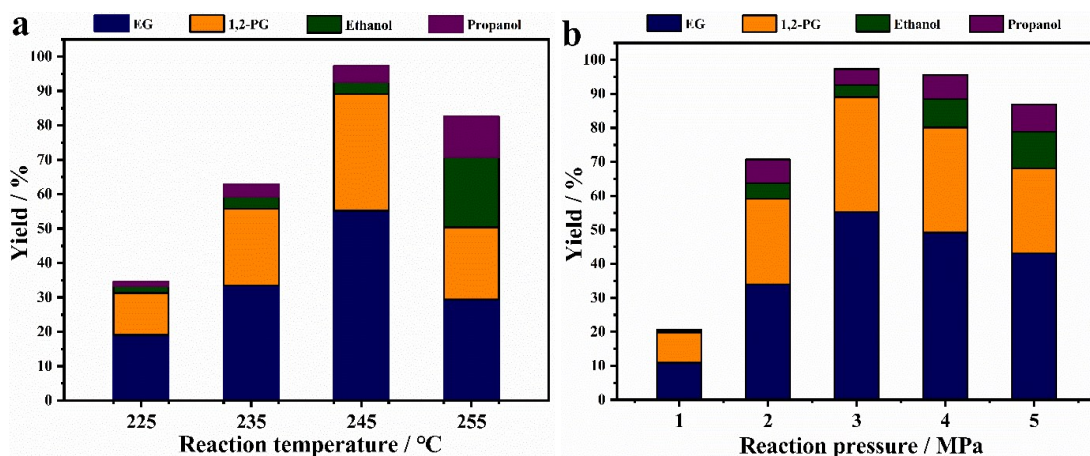 a
EG 1,2-PG Ethanol Propanol
Yield / %
100
90
80
70
60
50
40
30
20
10
0
225 235 245 255
Reaction temperature / °C
b
EG 1,2-PG Ethanol Propanol
Yield / %
100
90
80
70
60
50
40
30
20
10
0
1 2 3 4 5
Reaction pressure / MPa